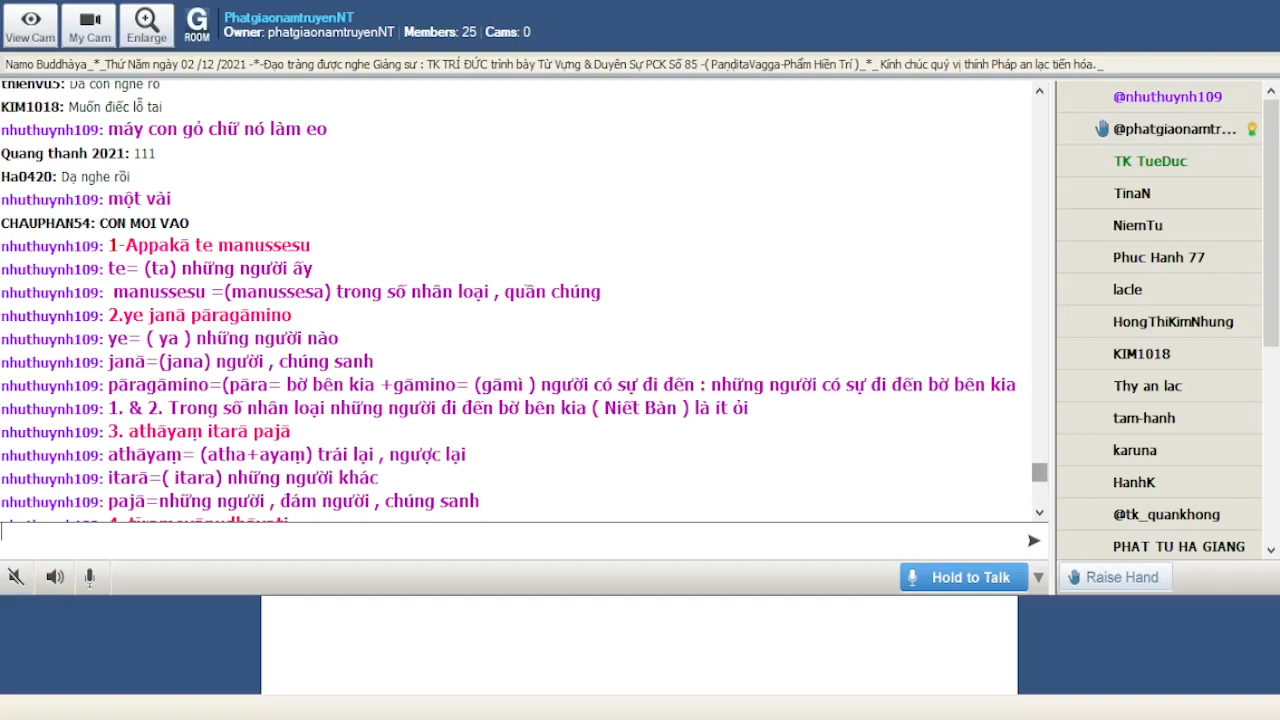 View Cam
My Cam
Enlarge
G
ROOM
PhatgiaonamtruyenNT
Owner: phatgiaonamtruyenNT | Members: 25 | Cams: 0
Namo Buddhàya_*_Thứ Năm ngày 02 /12 /2021 -*-Đạo tràng được nghe Giảng sư : TK TRÍ ĐỨC trình bày Từ Vựng & Duyên Sự PCK Số 85 -( PaṇḍitaVagga-Phẩm Hiền Trí )_*_ Kính chúc quý vị thính Pháp an lạc tiến hóa._
thienvu5: Dạ con nghe rõ
KIM1018: Muốn điếc lỗ tai
nhuthuynh109: máy con gỏ chữ nó làm eo
Quang thanh 2021: 111
Ha0420: Dạ nghe rồi
nhuthuynh109: một vài
CHAUPHAN54: CON MOI VAO
nhuthuynh109: 1-Appakā te manussesu
nhuthuynh109: te= (ta) những người ấy
nhuthuynh109: manussesu =(manussesa) trong số nhân loại , quần chúng
nhuthuynh109: 2.ye janā pāragāmino
nhuthuynh109: ye= ( ya ) những người nào
nhuthuynh109: janā=(jana) người , chúng sanh
nhuthuynh109: pāragāmino=(pāra= bờ bên kia +gāmino= (gāmì ) người có sự đi đến : những người có sự đi đến bờ bên kia
nhuthuynh109: 1. & 2. Trong số nhân loại những người đi đến bờ bên kia ( Niết Bàn ) là ít ỏi
nhuthuynh109: 3. athāyaṃ itarā pajā
nhuthuynh109: athāyaṃ= (atha+ayaṃ) trái lại , ngược lại
nhuthuynh109: itarā=( itara) những người khác
nhuthuynh109: pajā=những người , đám người , chúng sanh
Hold to Talk
@nhuthuynh109
@phatgiaonamtr...
TK TueDuc
TinaN
NiemTu
Phuc Hanh 77
lacle
HongThiKimNhung
KIM1018
Thy an lac
tam-hanh
karuna
HanhK
@tk_quankhong
PHAT TU HA GIANG
Raise Hand